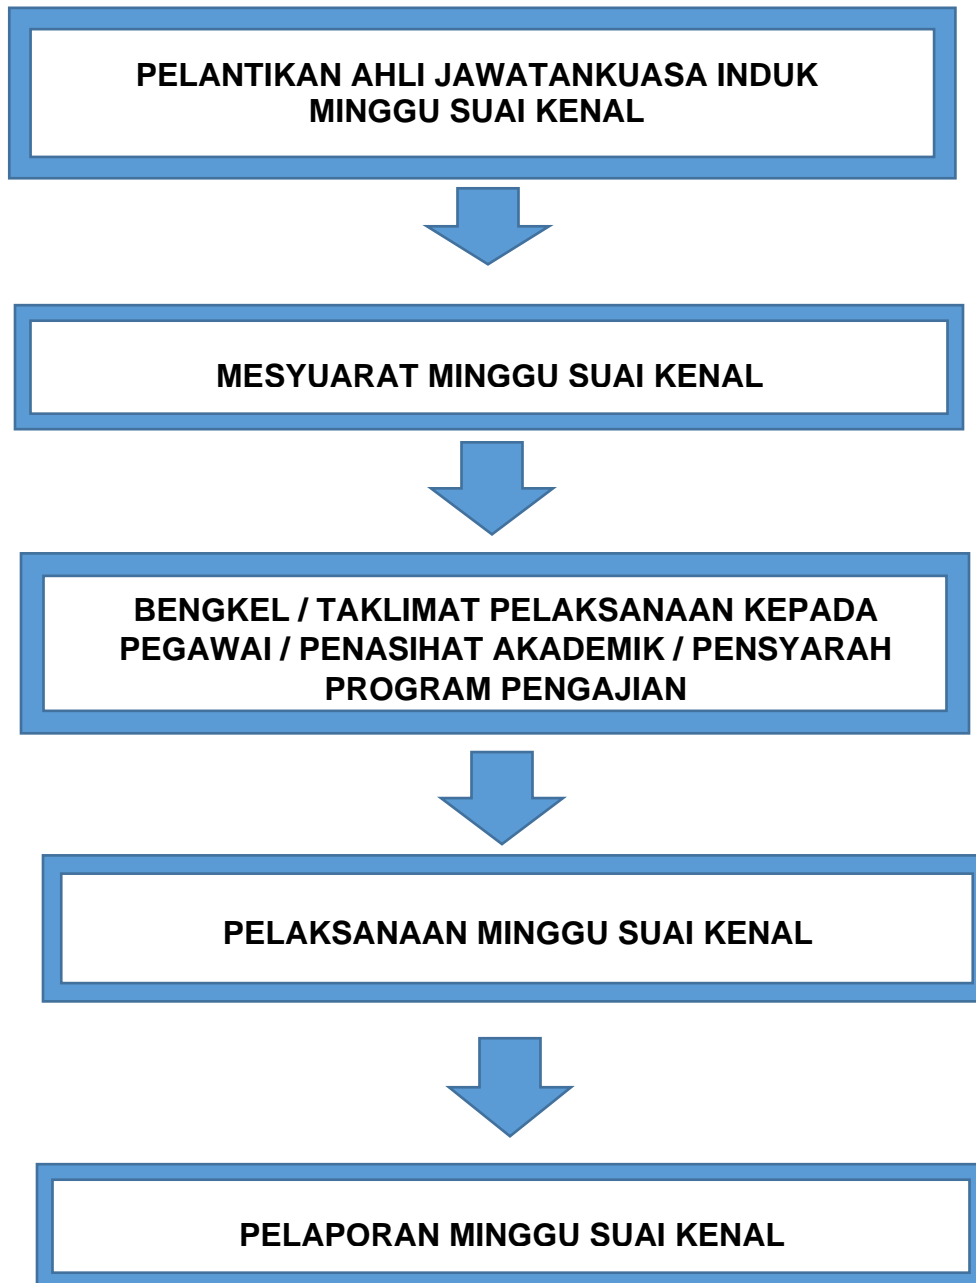 PELANTIKAN AHLI JAWATANKUASA INDUK
MINGGU SUAI KENAL
MESYUARAT MINGGU SUAI KENAL
BENGKEL / TAKLIMAT PELAKSANAAN KEPADA
PEGAWAI / PENASIHAT AKADEMIK / PENSYARAH
PROGRAM PENGAJIAN
PELAKSANAAN MINGGU SUAI KENAL
PELAPORAN MINGGU SUAI KENAL